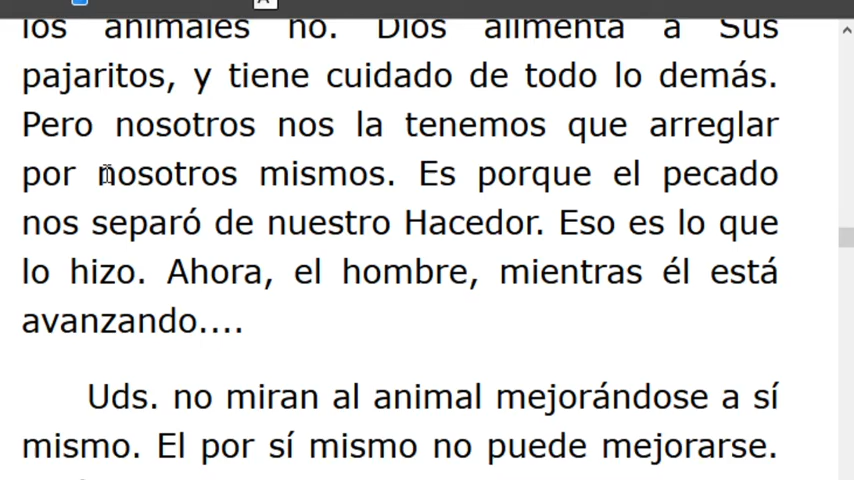 los animales no. Dios alimenta a Sus
pajaritos, y tiene cuidado de todo lo demás.
Pero nosotros nos la tenemos que arreglar
por nosotros mismos. Es porque el pecado
nos separó de nuestro Hacedor. Eso es lo que
lo hizo. Ahora, el hombre, mientras él está
avanzando....
Uds. no miran al animal mejorándose a sí
mismo. El por sí mismo no puede mejorarse.